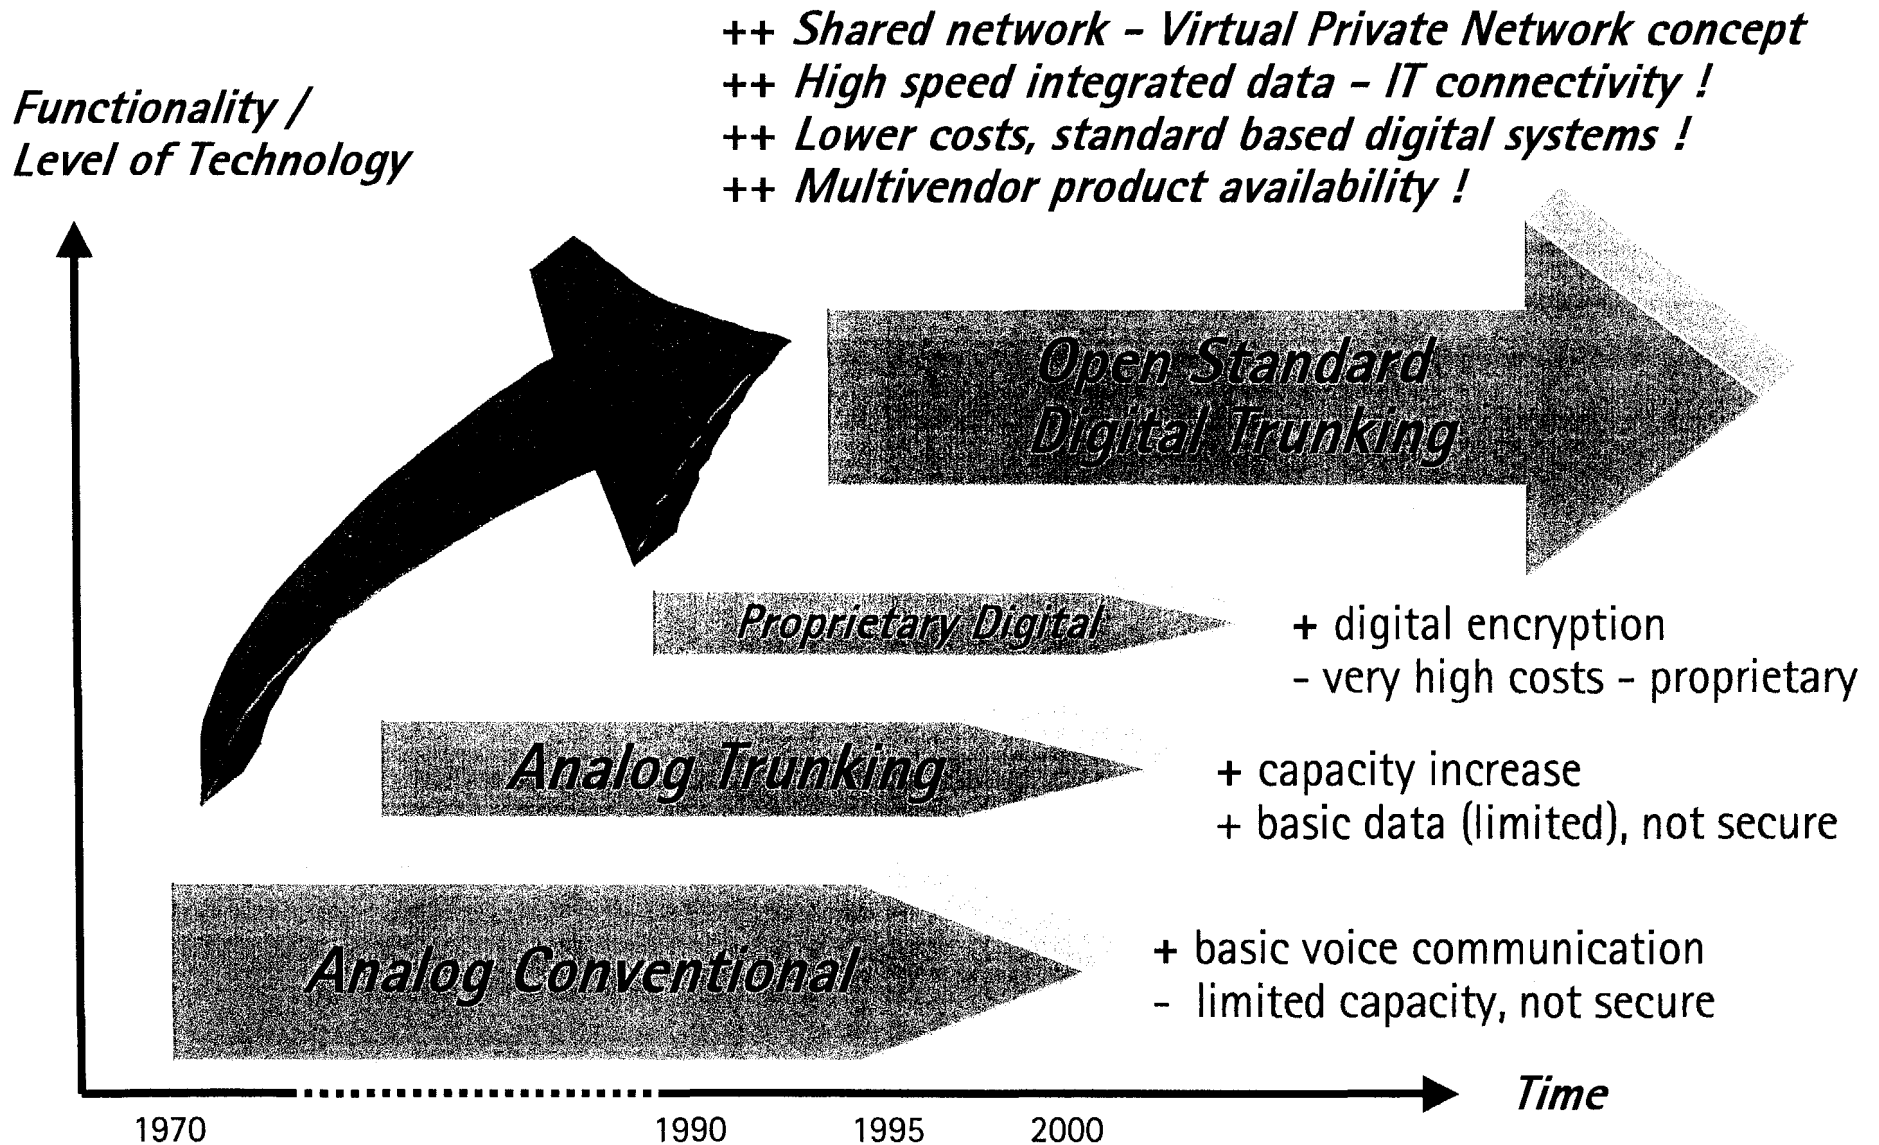 ++ Shared network – Virtual Private Network concept
++ High speed integrated data – IT connectivity !
++ Lower costs, standard based digital systems !
++ Multivendor product availability !
Functionality /
Level of Technology
Open Standard
Digital Trunking
Proprietary Digital
+ digital encryption
- very high costs – proprietary
Analog Trunking
+ capacity increase
+ basic data (limited), not secure
Analog Conventional
+ basic voice communication
- limited capacity, not secure
Time
1970
1990
1995
2000